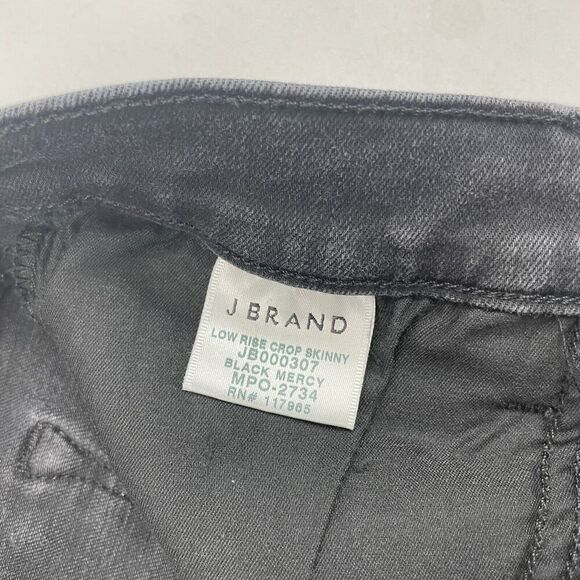 J BRAND
LOW RISE CROP SKINNY
JB000307
BLACK MERCY
MPO-2734
RN# 117965